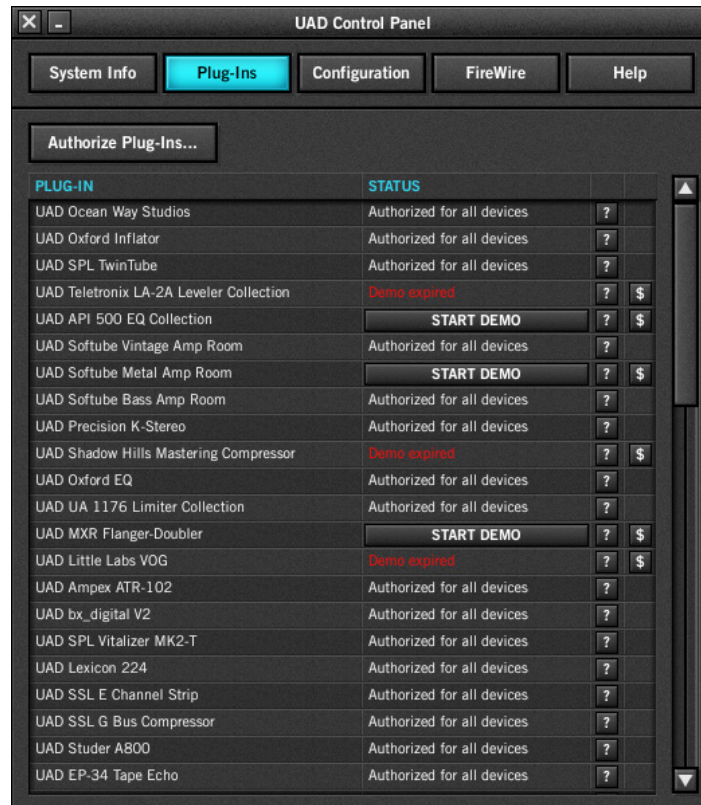 X - UAD Control Panel
System Info Plug-Ins Configuration FireWire Help
Authorize Plug-Ins...
PLUG-IN STATUS
UAD Ocean Way Studios Authorized for all devices ?
UAD Oxford Inflator Authorized for all devices ?
UAD SPL TwinTube Authorized for all devices ?
UAD Teletronix LA-2A Leveler Collection Demo expired ? $
UAD API 500 EQ Collection START DEMO ? $
UAD Softube Vintage Amp Room Authorized for all devices ?
UAD Softube Metal Amp Room START DEMO ? $
UAD Softube Bass Amp Room Authorized for all devices ?
UAD Precision K-Stereo Authorized for all devices ?
UAD Shadow Hills Mastering Compressor Demo expired ? $
UAD Oxford EQ Authorized for all devices ?
UAD UA 1176 Limiter Collection Authorized for all devices ?
UAD MXR Flanger-Doubler START DEMO ? $
UAD Little Labs VOG Demo expired ? $
UAD Ampex ATR-102 Authorized for all devices ?
UAD bx_digital V2 Authorized for all devices ?
UAD SPL Vitalizer MK2-T Authorized for all devices ?
UAD Lexicon 224 Authorized for all devices ?
UAD SSL E Channel Strip Authorized for all devices ?
UAD SSL G Bus Compressor Authorized for all devices ?
UAD Studer A800 Authorized for all devices ?
UAD EP-34 Tape Echo Authorized for all devices ?